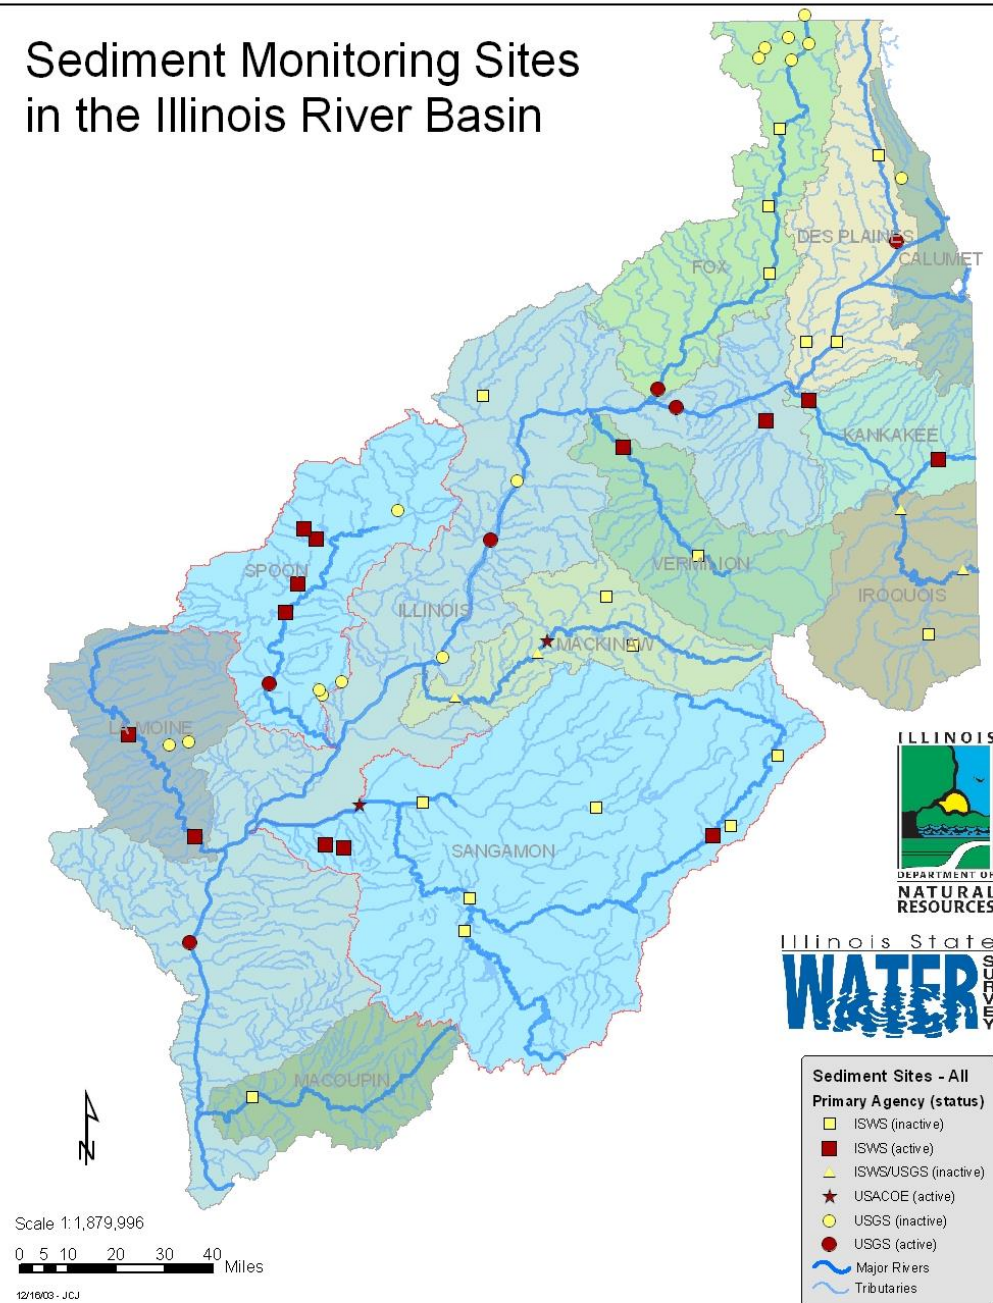 Sediment Monitoring Sites
in the Illinois River Basin
DES PLAINES
CALUMET
FOX
KANKAKEE
SPOON
VERMILION
IROQUOIS
ILLINOIS
MACKINAW
LA MOINE
SANGAMON
MACOUPIN
ILLINOIS
DEPARTMENT OF
NATURAL
RESOURCES
Illinois State
WATER
SURVEY
Sediment Sites - All
Primary Agency (status)
ISWS (inactive)
ISWS (active)
ISWS/USGS (inactive)
USACOE (active)
USGS (inactive)
USGS (active)
Major Rivers
Tributaries
N
Scale 1:1,879,996
0 5 10 20 30 40 Miles
12/16/03 - JCJ